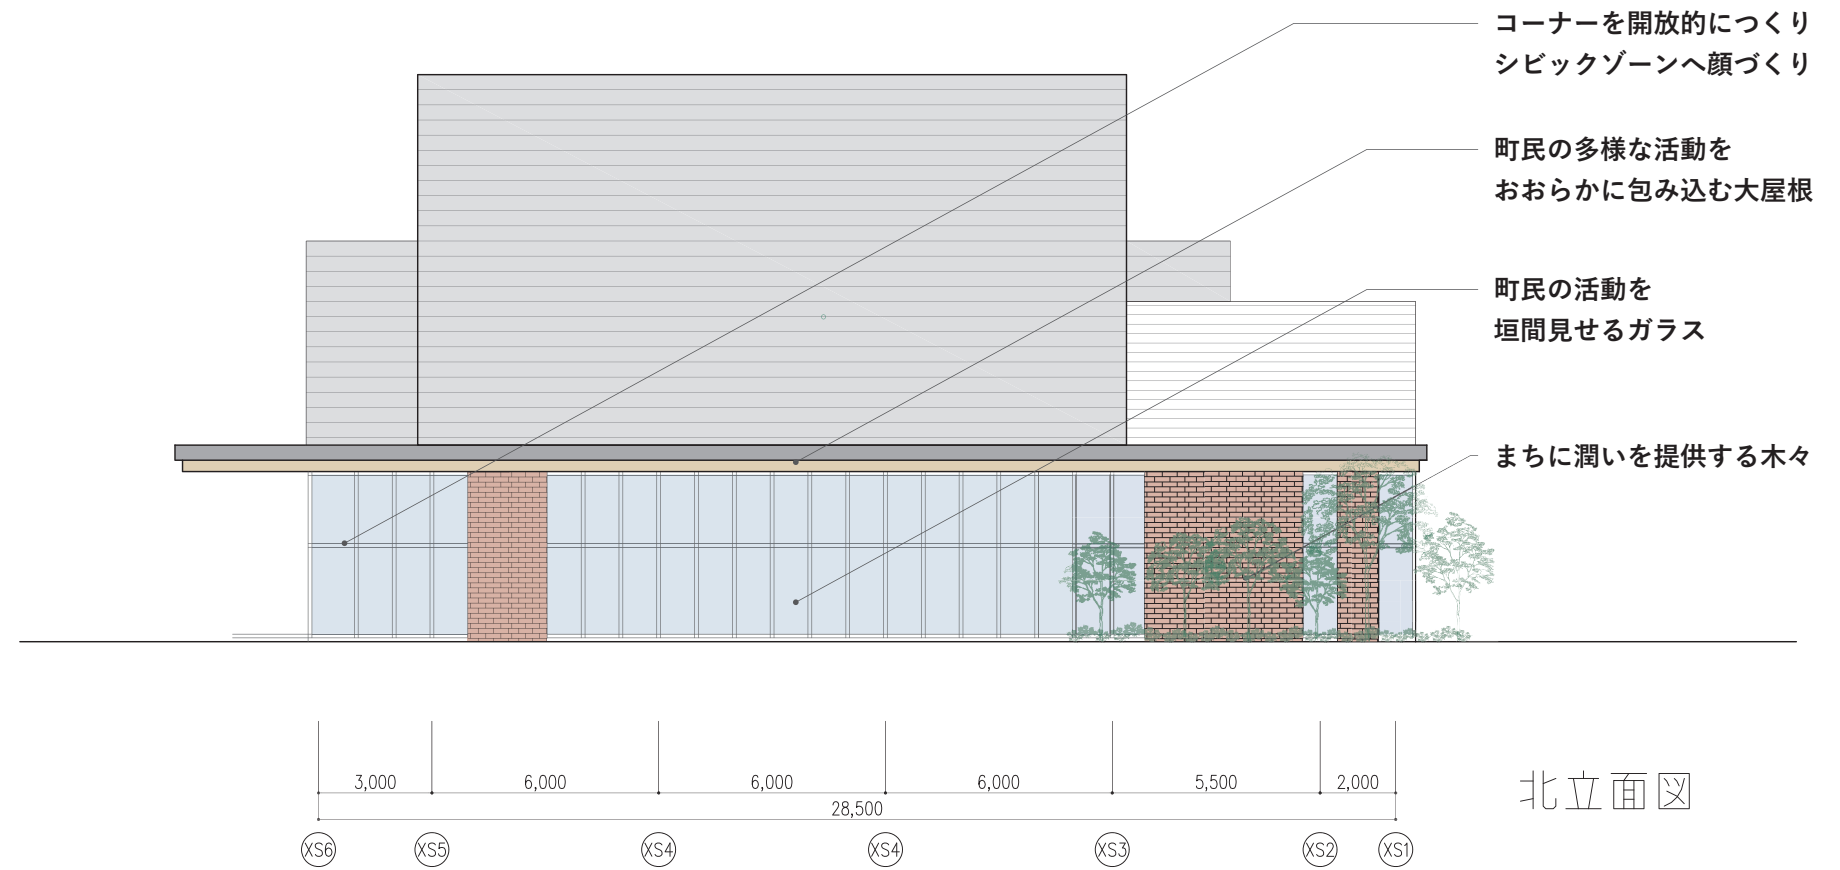 コーナーを開放的につくり
シビックゾーンへ顔づくり
町民の多様な活動を
おおらかに包み込む大屋根
町民の活動を
垣間見せるガラス
まちに潤いを提供する木々
3,000 6,000 6,000 6,000 5,500 2,000
28,500
XS6 XS5 XS4 XS4 XS3 XS2 XS1
北立面図